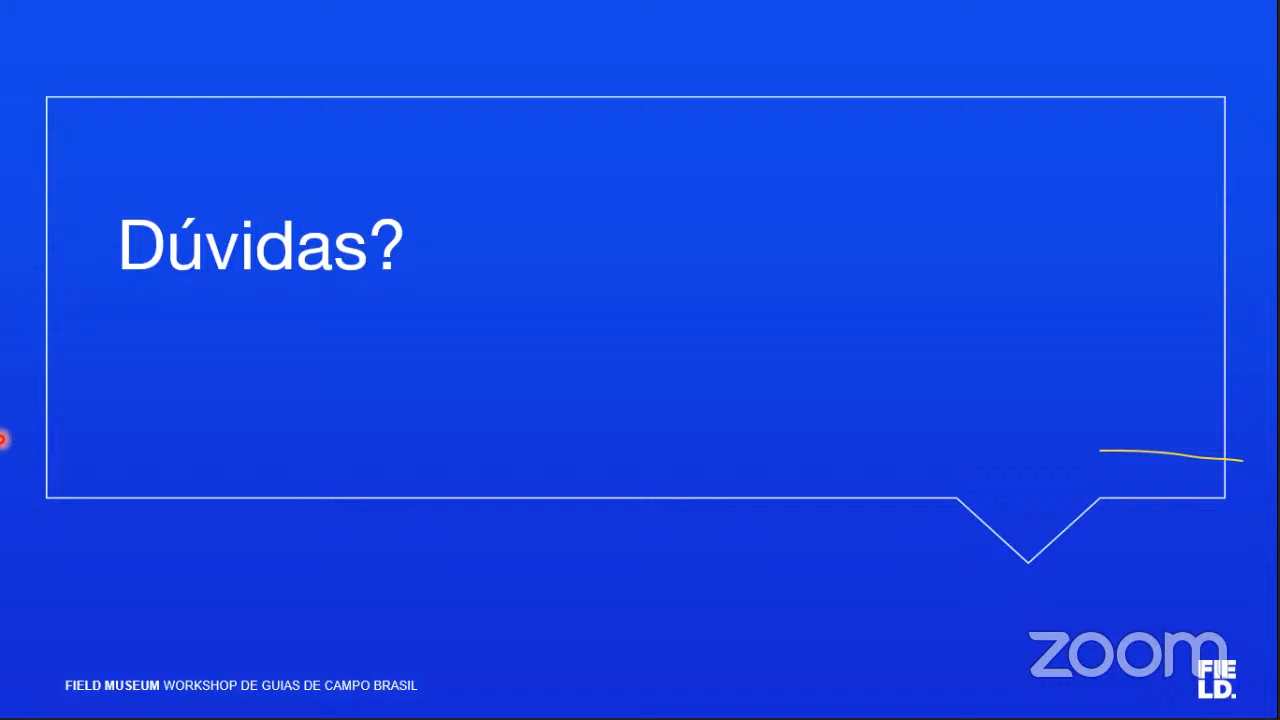 Dúvidas?
zoom
FIE
LD.
FIELD MUSEUM WORKSHOP DE GUIAS DE CAMPO BRASIL